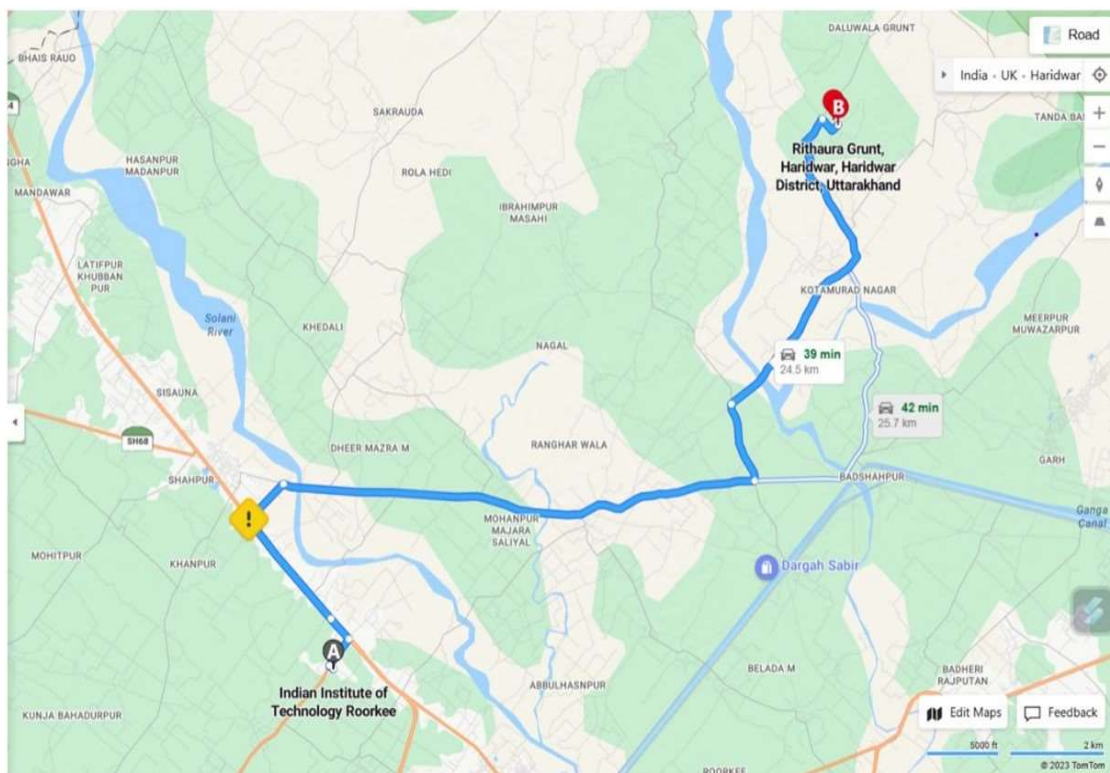 DALUWALA GRUNT
Road
BHAIS RAUO
India · UK · Haridwar
4
SAKRAUDA
B
TANDA BA
NGHA
HASANPUR
MADANPUR
Rithaura Grunt,
Haridwar, Haridwar
District, Uttarakhand
ROLA HEDI
MANDAWAR
IBRAHIMPUR
MASAHI
LATIFPUR
KHUBBAN
PUR
KOTAMURAD NAGAR
Solani
River
KHEDALI
MEERPUR
MUWAZARPUR
NAGAL
39 min
24.5 km
SISAUNA
42 min
25.7 km
SH68
DHEER MAZRA M
RANGHAR WALA
GARH
SHAHPUR
BADSHAHPUR
Ganga
Canal
!
MOHANPUR
MAJARA
SALIYAL
MOHITPUR
KHANPUR
Dargah Sabir
A
BELADA M
BADHERI
RAJPUTAN
Indian Institute of
Technology Roorkee
ABBULHASNPUR
KUNJA BAHADURPUR
Edit Maps
Feedback
5000 ft
2 km
ROORKEE
© 2023 TomTom